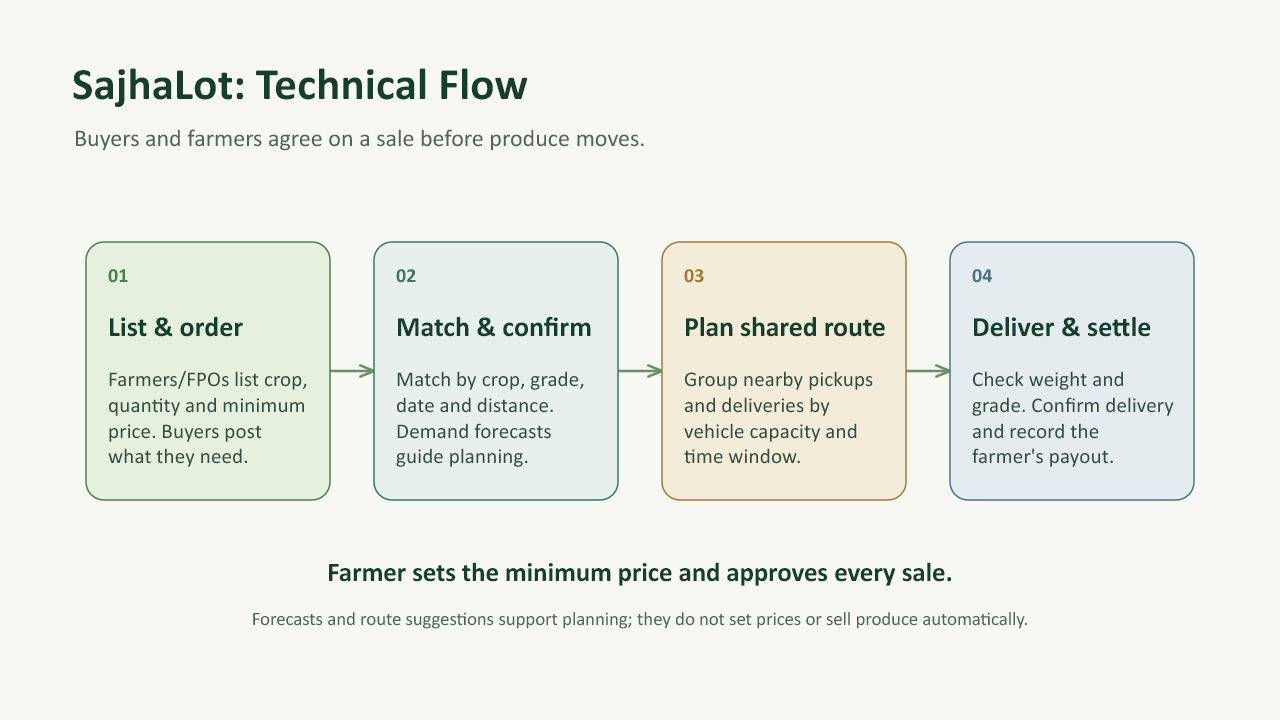 SajhaLot: Technical Flow
Buyers and farmers agree on a sale before produce moves.
01
List & order
Farmers/FPOs list crop,
quantity and minimum
price. Buyers post
what they need.
02
Match & confirm
Match by crop, grade,
date and distance.
Demand forecasts
guide planning.
03
Plan shared route
Group nearby pickups
and deliveries by
vehicle capacity and
time window.
04
Deliver & settle
Check weight and
grade. Confirm delivery
and record the
farmer's payout.
Farmer sets the minimum price and approves every sale.
Forecasts and route suggestions support planning; they do not set prices or sell produce automatically.